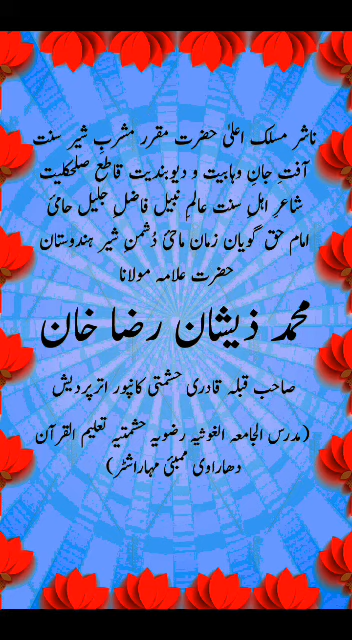 ناشر مسلک اعلیٰ حضرت مقرر مشرب شیر سنت
آفتِ جانِ وہابیت و دیوبندیت قاطع صلحکلیت
شاعرِ اہلِ سنت عالمِ نبیل فاضلِ جلیل حامئ
امام حق گویان زمان ماحئ دُشمنِ شیر ہندوستان
حضرت علامہ مولانا
محمد ذیشان رضا خان
صاحب قبلہ قادری حشمتی کانپور اترپردیش
(مدرس الجامعہ الغوثیہ رضویہ حشمتیہ تعلیم القرآن
دھاراوی ممبئی مہاراشٹر)